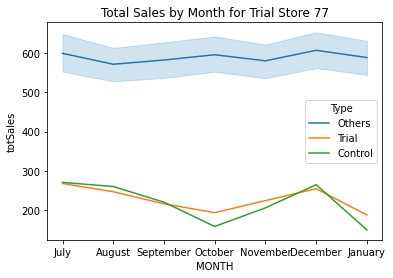 Total Sales by Month for Trial Store 77
totSales
600
500
400
300
200
Type
Others
Trial
Control
July August September October November December January
MONTH